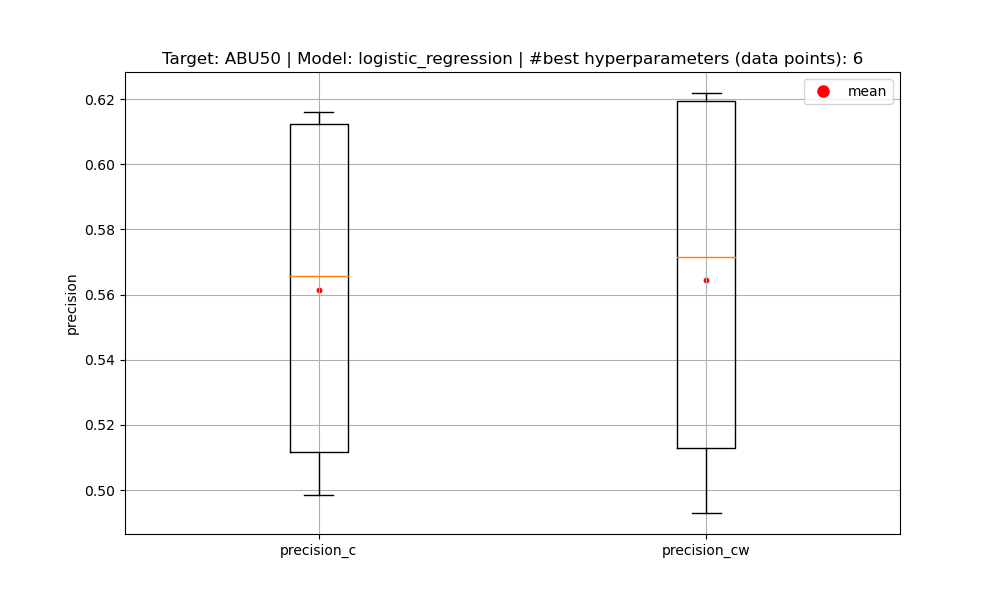 Target: ABU50 | Model: logistic_regression | #best hyperparameters (data points): 6
mean
0.62
0.60
0.58
0.56
0.54
0.52
0.50
precision
precision_c
precision_cw